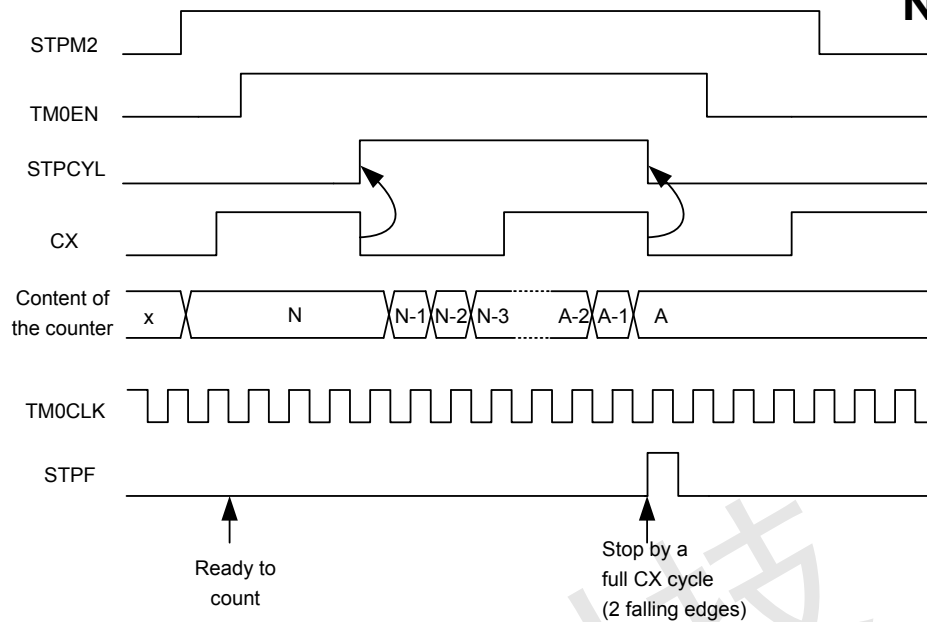 N
STPM2
TM0EN
STPCYL
CX
Content of
the counter
x
N
N-1
N-2
N-3
A-2
A-1
A
TM0CLK
STPF
Ready to
count
Stop by a
full CX cycle
(2 falling edges)
技